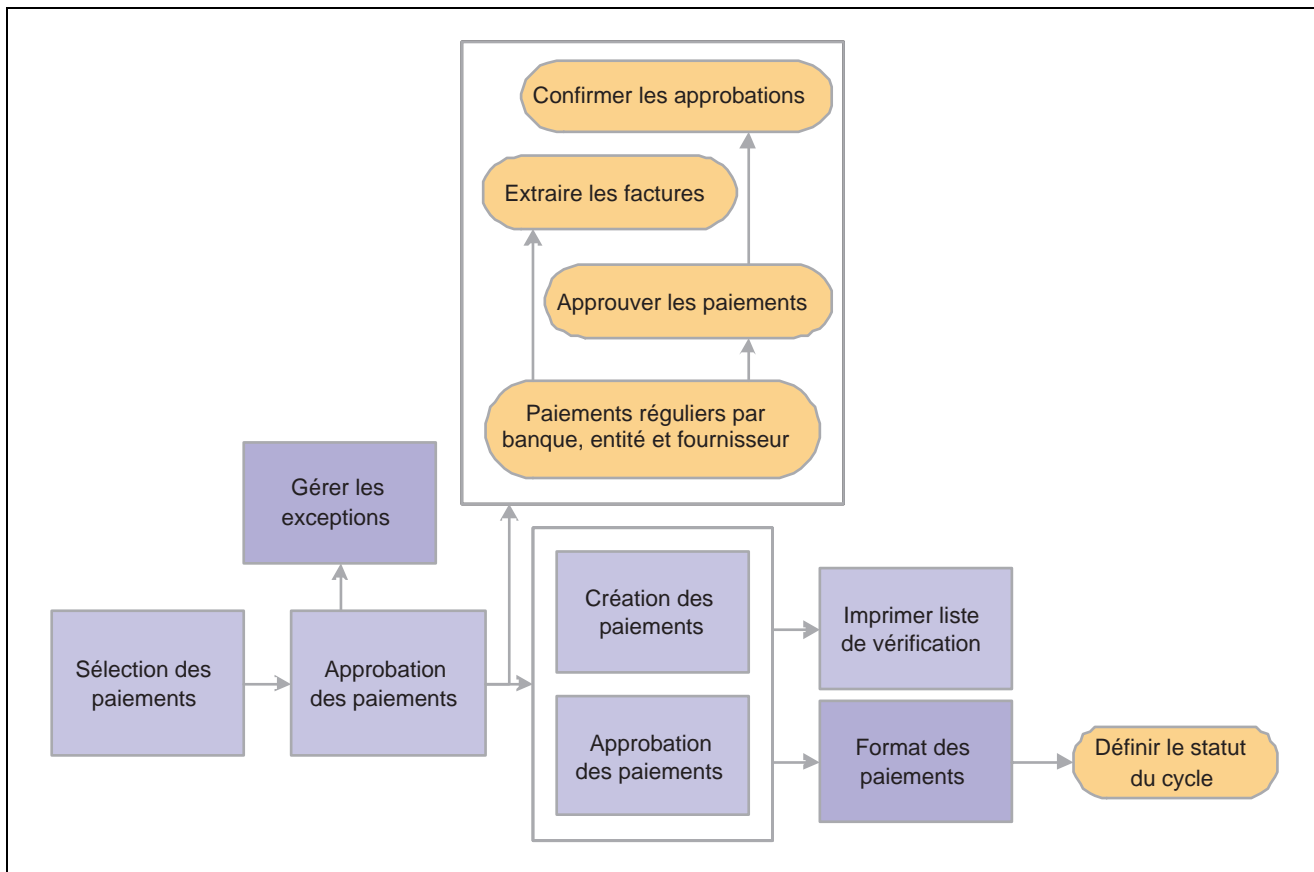 Confirmer les approbations
Extraire les factures
Approuver les paiements
Paiements réguliers par
banque, entité et fournisseur
Gérer les
exceptions
Sélection des
paiements
Approbation
des paiements
Création des
paiements
Approbation
des paiements
Imprimer liste
de vérification
Format des
paiements
Définir le statut
du cycle